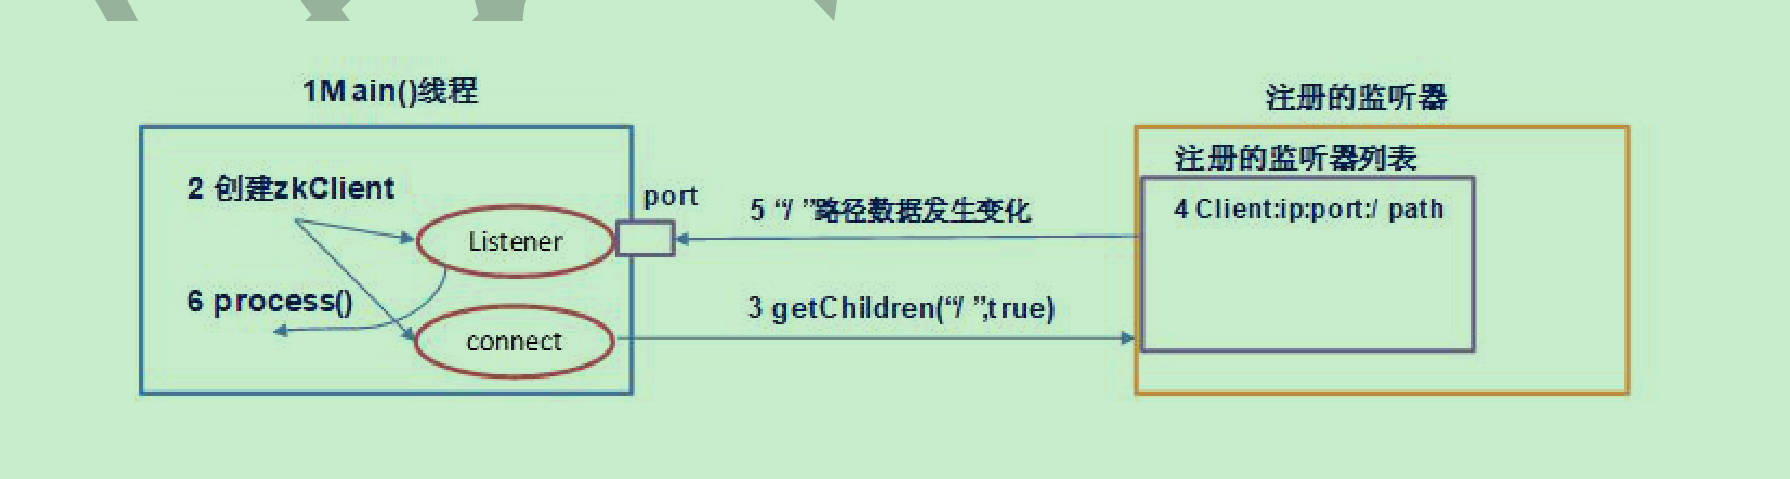 1Main()线程
注册的监听器
注册的监听器列表
2 创建zkClient
port
5 “/ ”路径数据发生变化
4 Client:ip:port:/ path
Listener
6 process()
3 getChildren(“/ ”,true)
connect